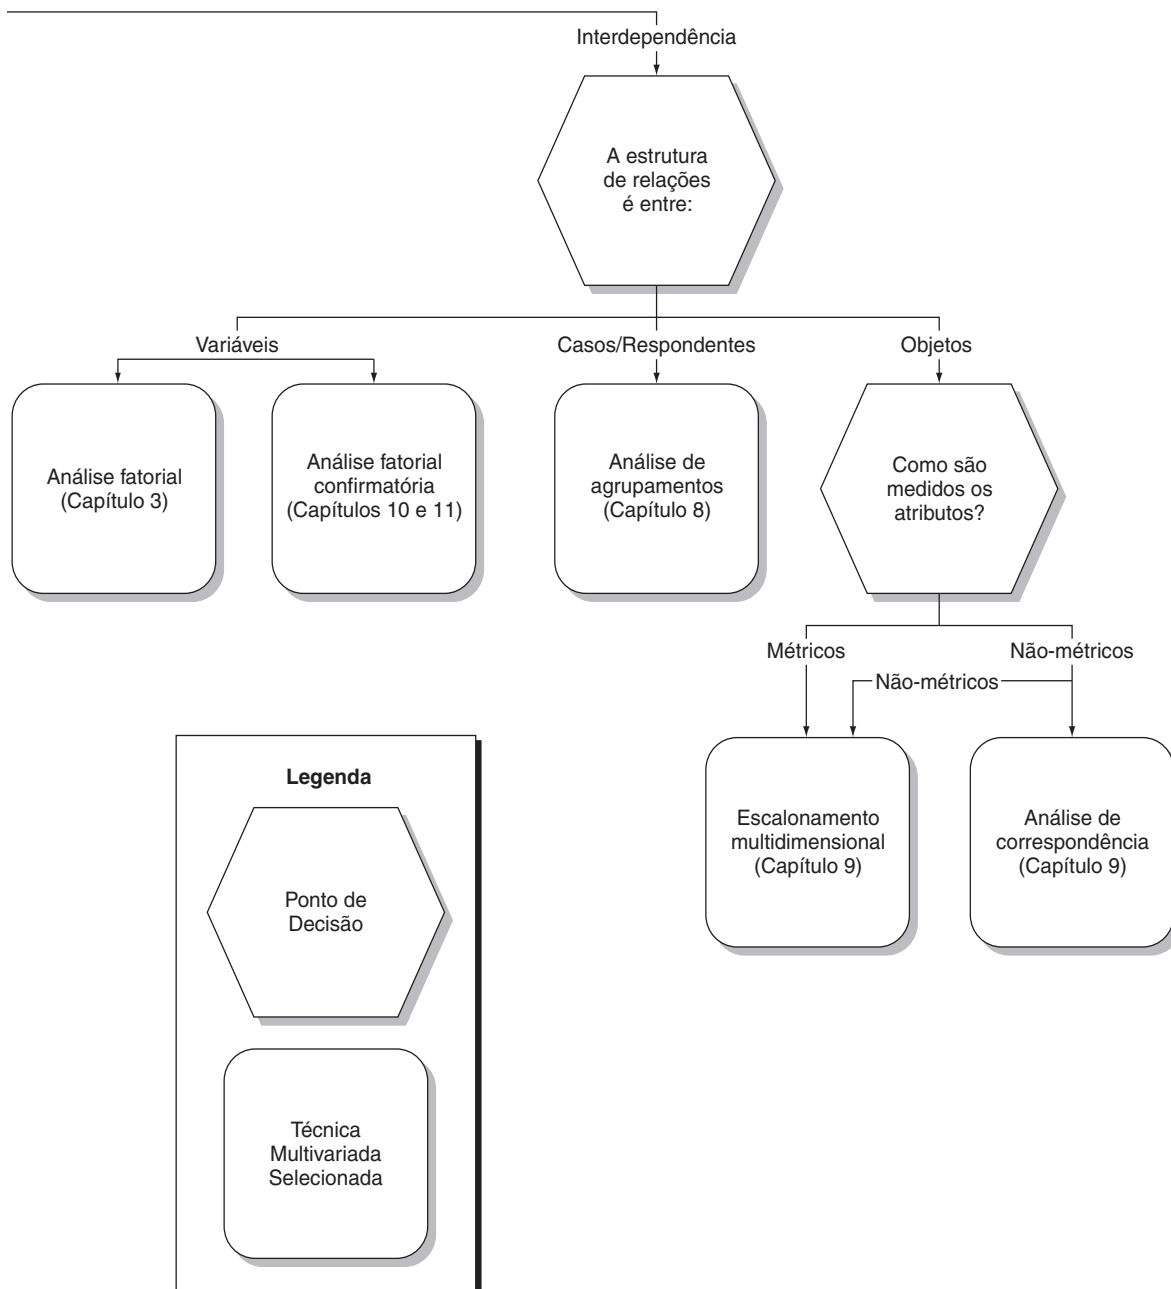 Interdependência
A estrutura
de relações
é entre:
Variáveis
Casos/Respondentes
Objetos
Análise fatorial
(Capítulo 3)
Análise fatorial
confirmatória
(Capítulos 10 e 11)
Análise de
agrupamentos
(Capítulo 8)
Como são
medidos os
atributos?
Métricos
Não-métricos
Não-métricos
Escalonamento
multidimensional
(Capítulo 9)
Análise de
correspondência
(Capítulo 9)
Legenda
Ponto de
Decisão
Técnica
Multivariada
Selecionada